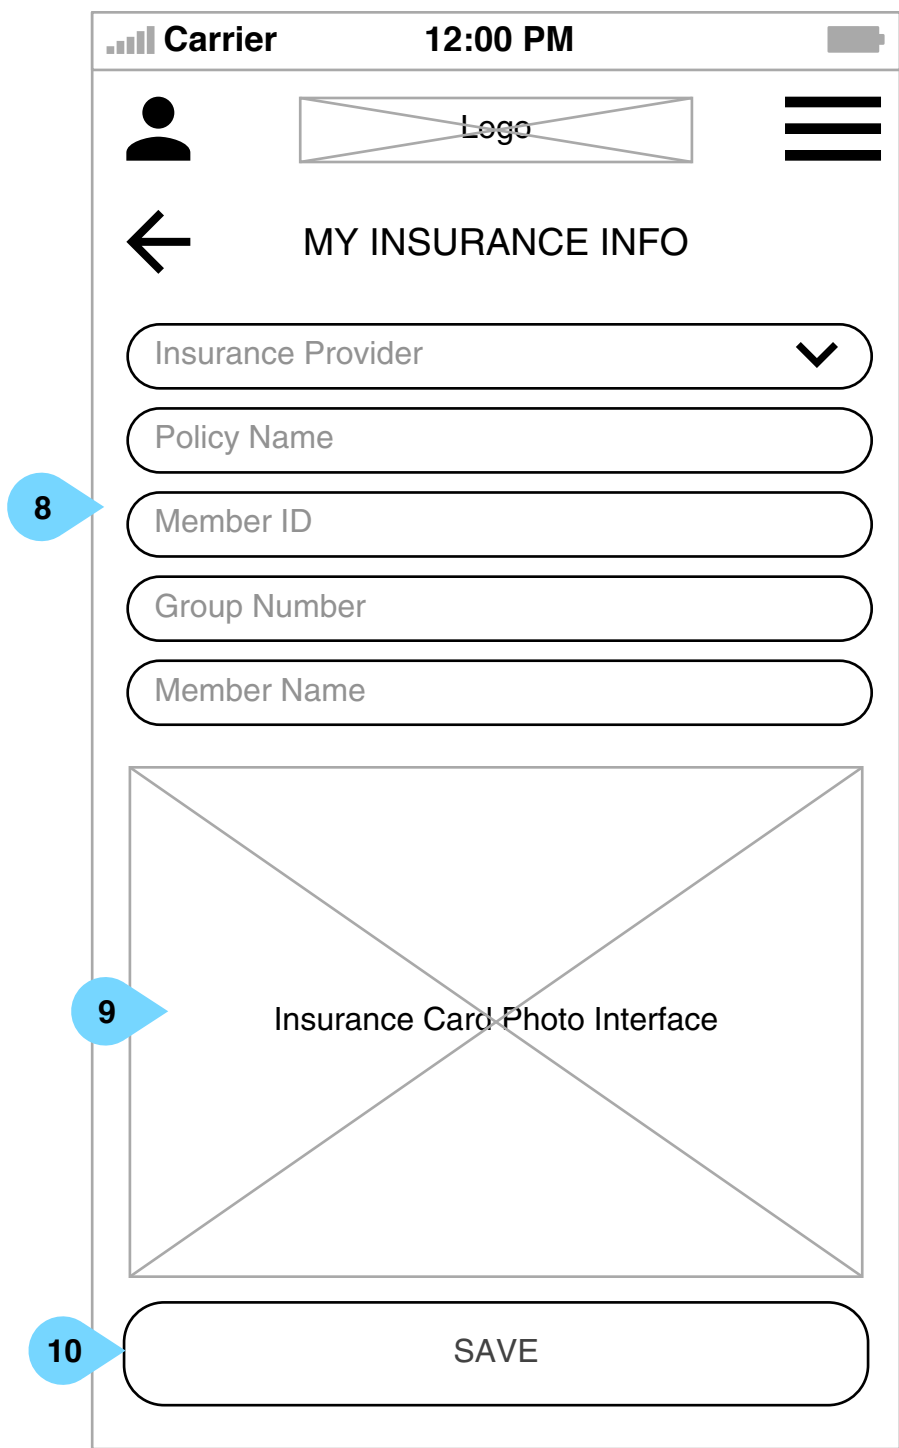 Carrier 12:00 PM
Logo
MY INSURANCE INFO
Insurance Provider
Policy Name
8
Member ID
Group Number
Member Name
9
Insurance Card Photo Interface
10
SAVE